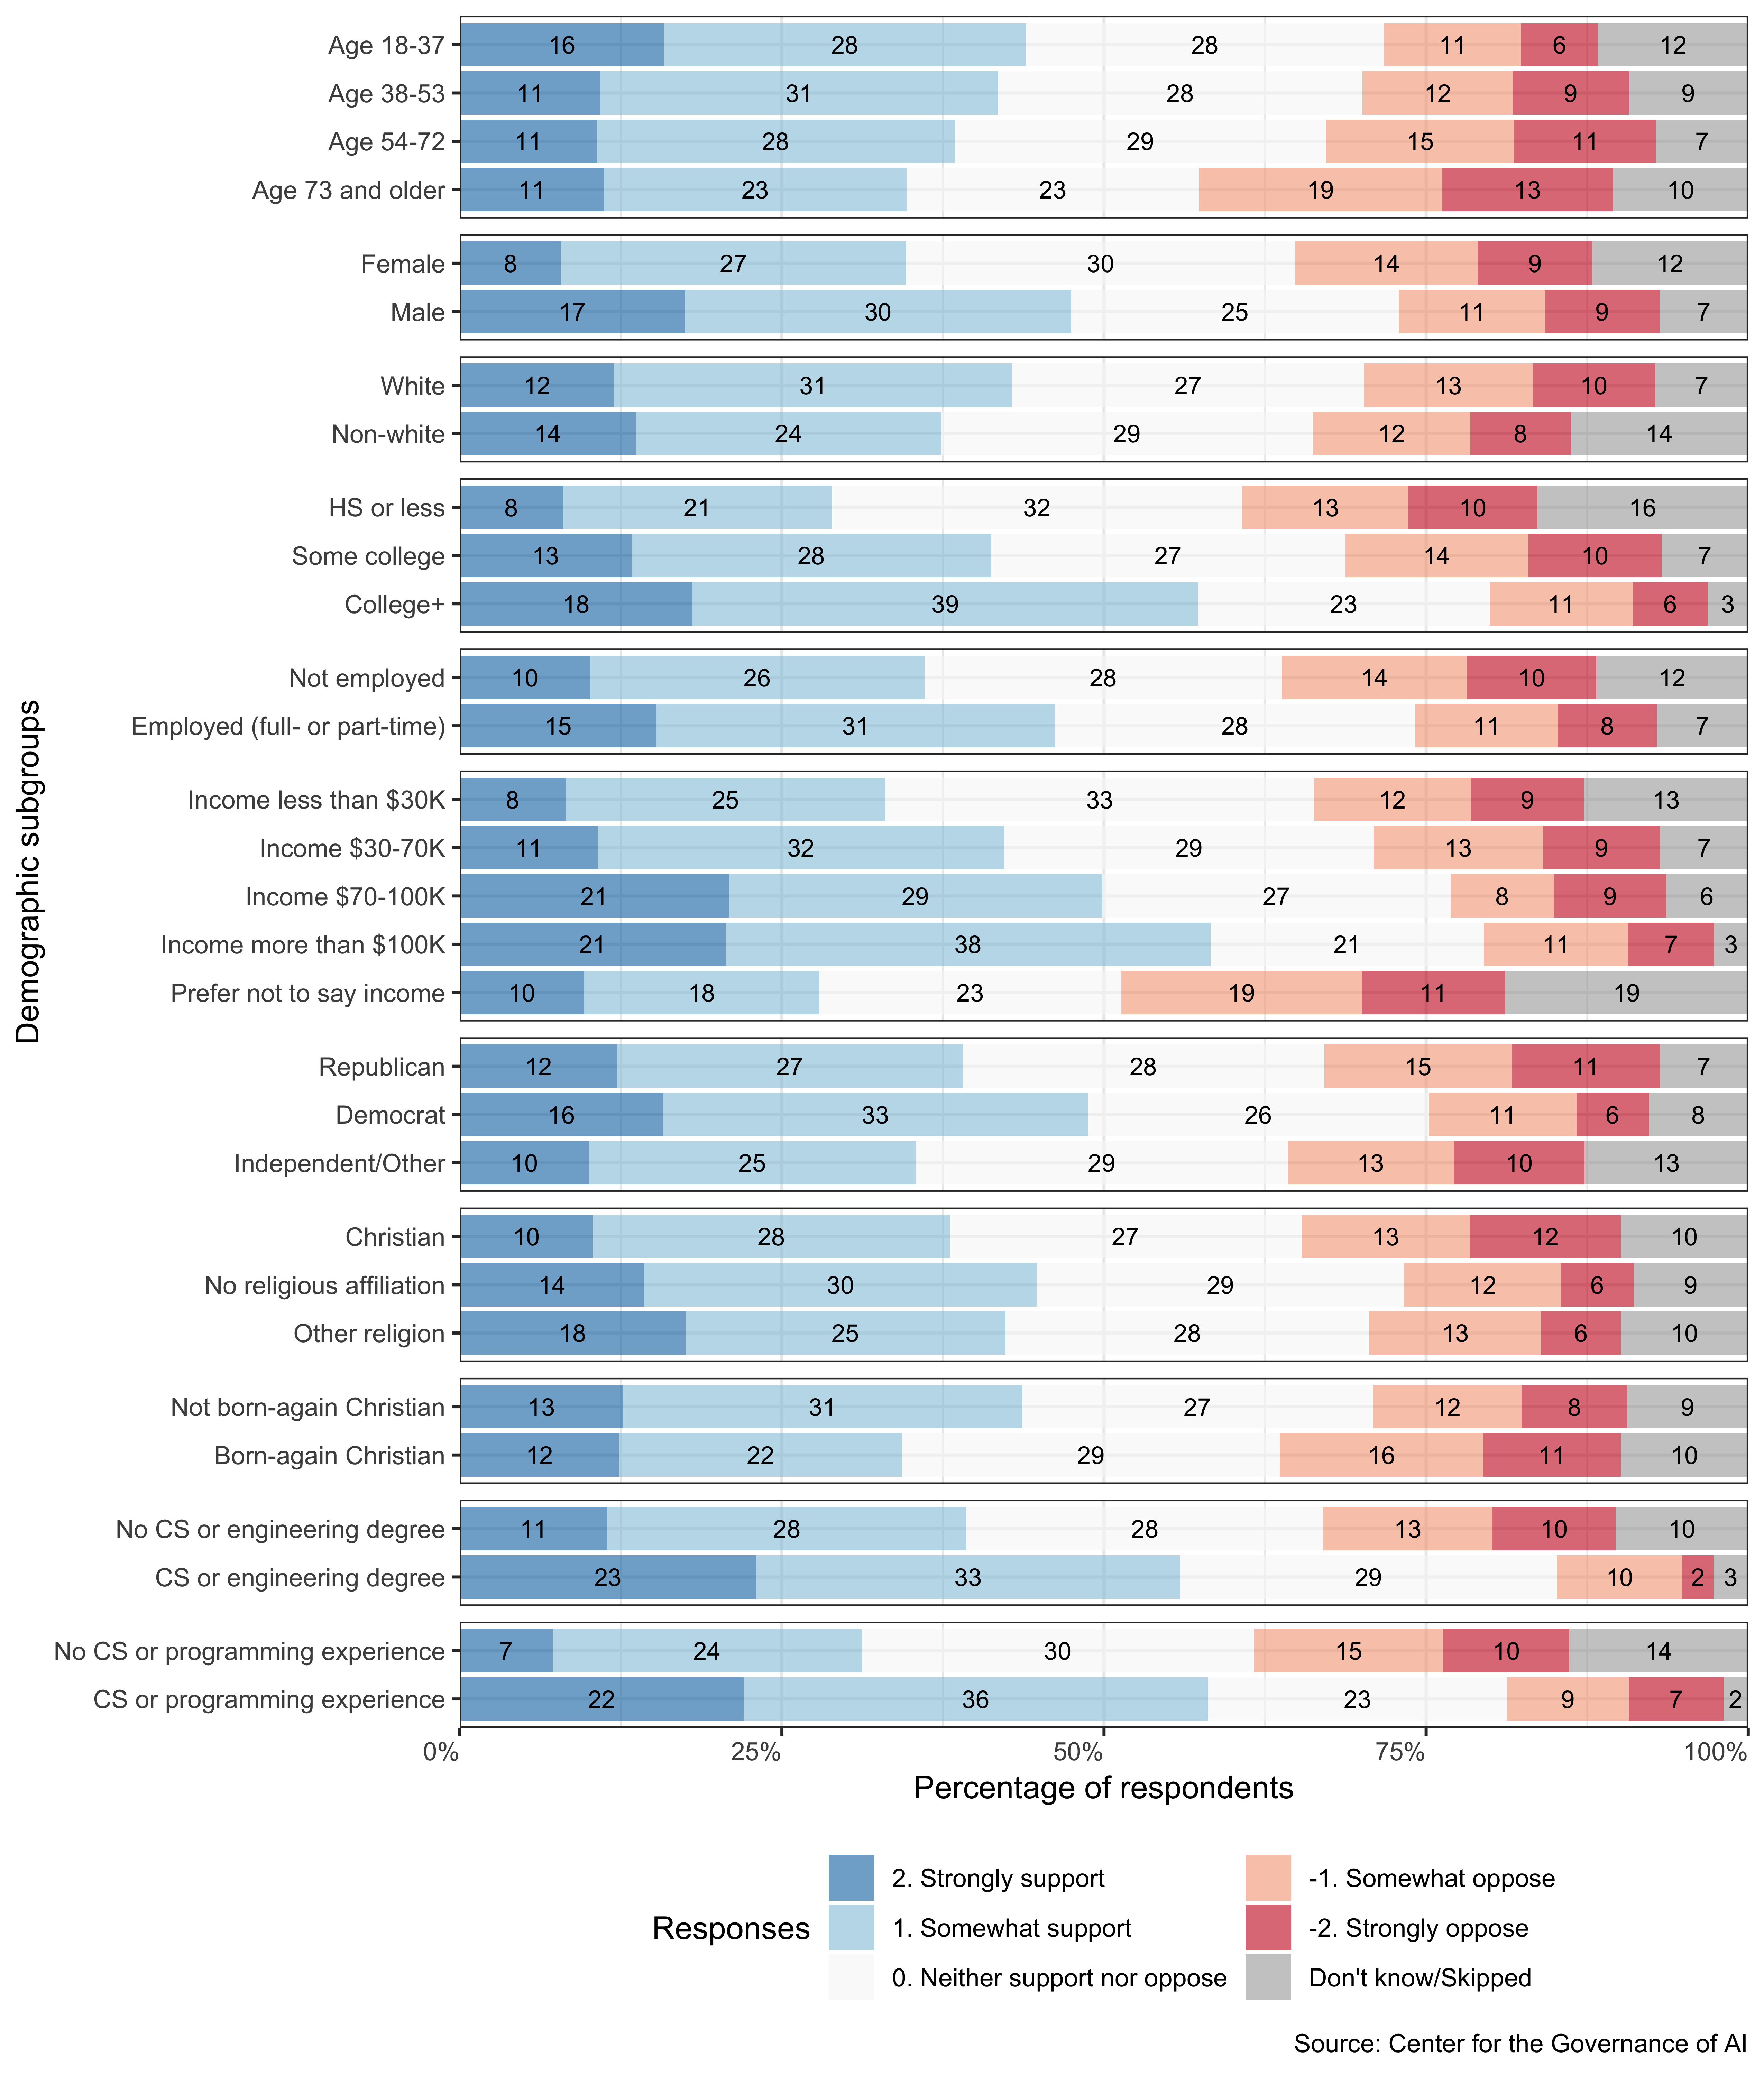 Age 18-37 16 28 28 11 6 12
Age 38-53 11 31 28 12 9 9
Age 54-72 11 28 29 15 11 7
Age 73 and older 11 23 23 19 13 10
Female 8 27 30 14 9 12
Male 17 30 25 11 9 7
White 12 31 27 13 10 7
Non-white 14 24 29 12 8 14
HS or less 8 21 32 13 10 16
Some college 13 28 27 14 10 7
College+ 18 39 23 11 6 3
Not employed 10 26 28 14 10 12
Employed (full- or part-time) 15 31 28 11 8 7
Income less than $30K 8 25 33 12 9 13
Income $30-70K 11 32 29 13 9 7
Income $70-100K 21 29 27 8 9 6
Income more than $100K 21 38 21 11 7 3
Prefer not to say income 10 18 23 19 11 19
Republican 12 27 28 15 11 7
Democrat 16 33 26 11 6 8
Independent/Other 10 25 29 13 10 13
Christian 10 28 27 13 12 10
No religious affiliation 14 30 29 12 6 9
Other religion 18 25 28 13 6 10
Not born-again Christian 13 31 27 12 8 9
Born-again Christian 12 22 29 16 11 10
No CS or engineering degree 11 28 28 13 10 10
CS or engineering degree 23 33 29 10 2 3
No CS or programming experience 7 24 30 15 10 14
CS or programming experience 22 36 23 9 7 2
Demographic subgroups
0% 25% 50% 75% 100%
Percentage of respondents
Responses
2. Strongly support
1. Somewhat support
0. Neither support nor oppose
-1. Somewhat oppose
-2. Strongly oppose
Don't know/Skipped
Source: Center for the Governance of AI